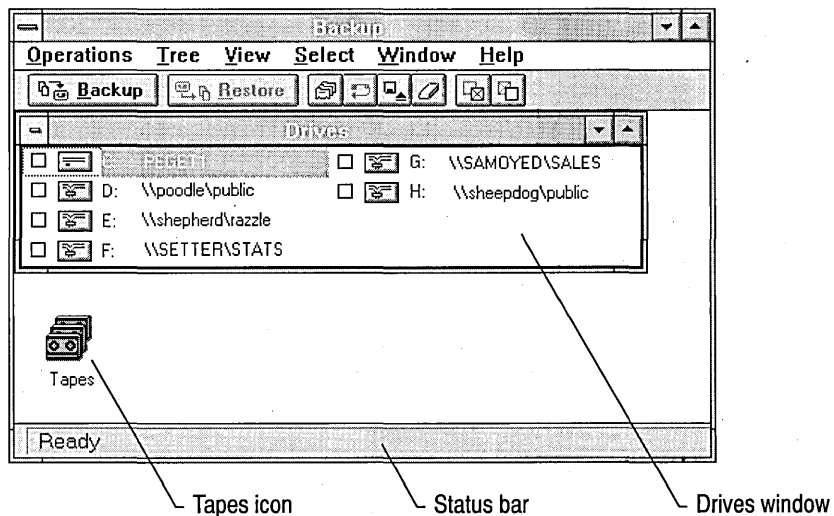 Backup
Operations Tree View Select Window Help
Backup Restore
Drives
C: G: \\SAMOYED\SALES
D: \\poodle\public H: \\sheepdog\public
E: \\shepherd\razzle
F: \\SETTER\STATS
Tapes
Ready
Tapes icon Status bar Drives window